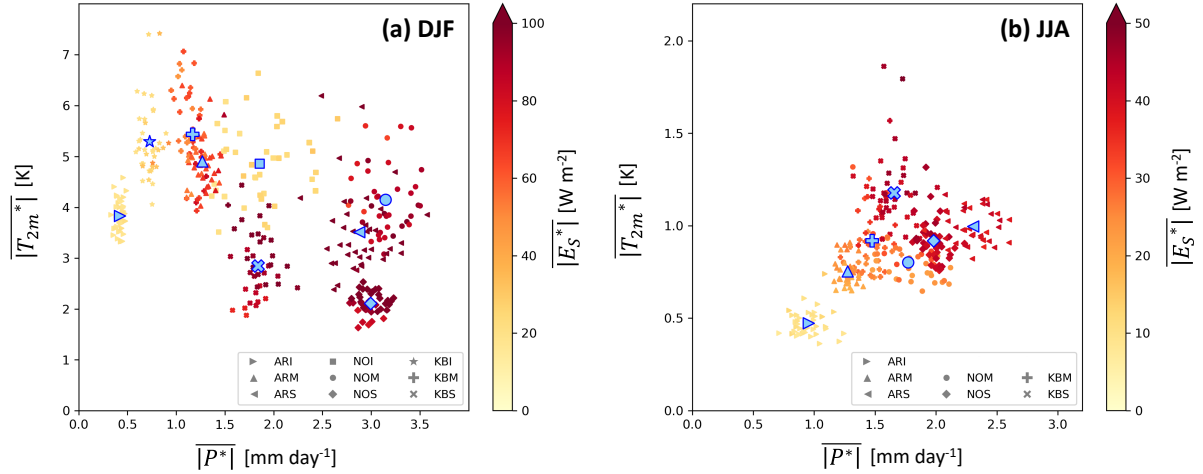 (a) DJF
7
6
5
4
3
2
1
0
|T2m*| [K]
0.0 0.5 1.0 1.5 2.0 2.5 3.0 3.5
|P*| [mm day-1]
ARI NOI KBI
ARM NOM KBM
ARS NOS KBS
100
80
60
40
20
0
|ES*| [W m-2]
(b) JJA
2.0
1.5
1.0
0.5
0.0
|T2m*| [K]
0.0 0.5 1.0 1.5 2.0 2.5
|P*| [mm day-1]
ARI
ARM NOM KBM
ARS NOS KBS
50
40
30
20
10
0
|ES*| [W m-2]